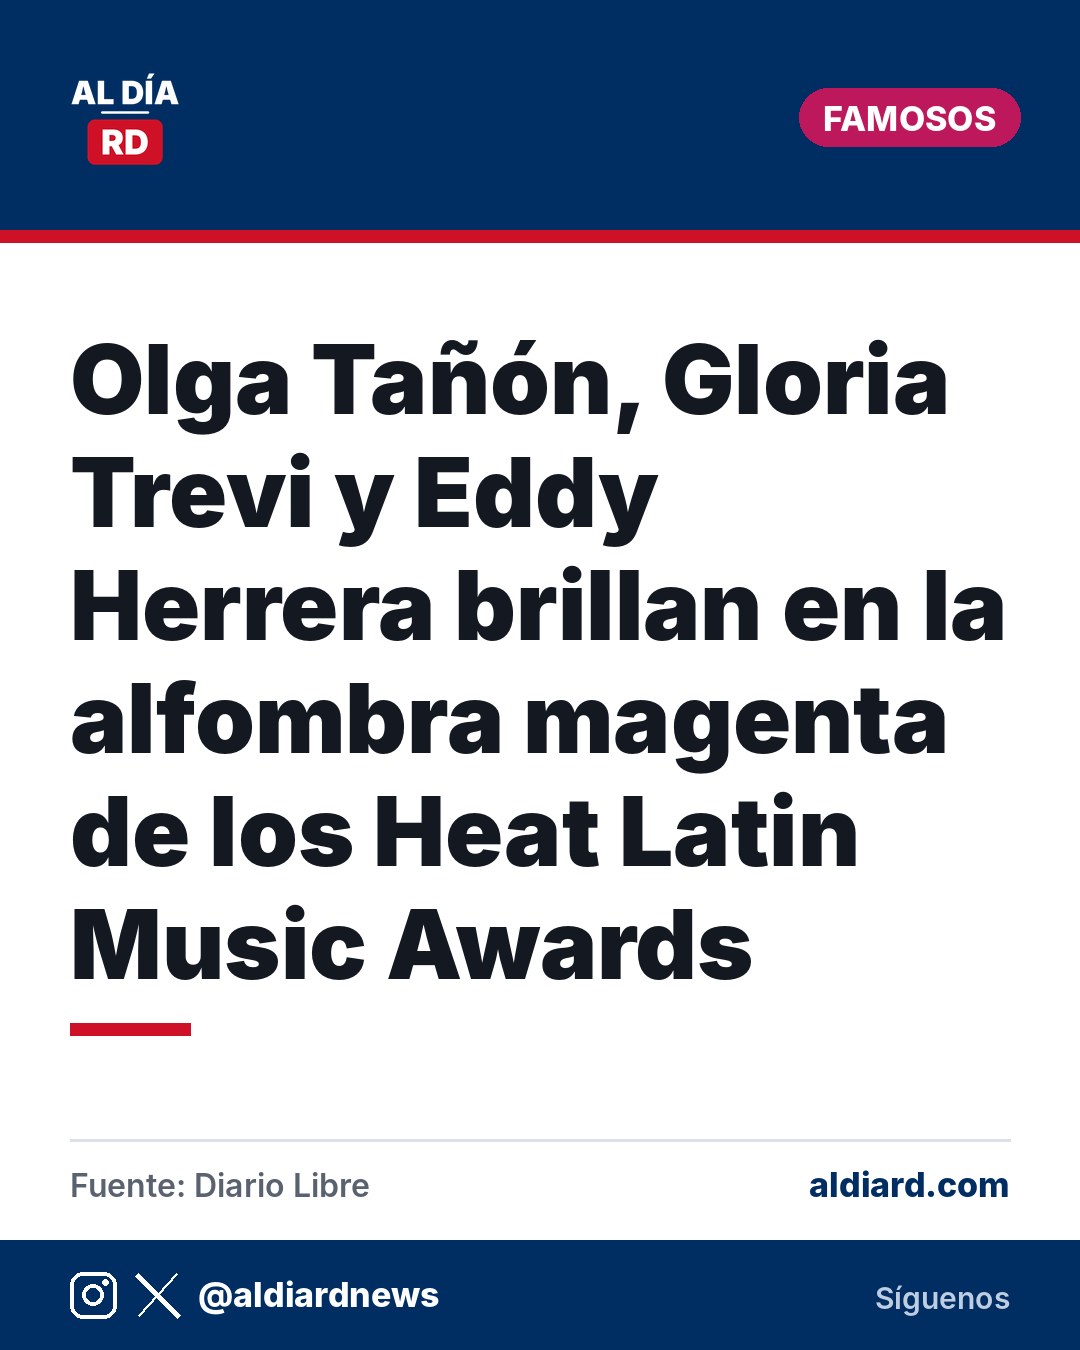 AL DÍA
RD
FAMOSOS
Olga Tañón, Gloria
Trevi y Eddy
Herrera brillan en la
alfombra magenta
de los Heat Latin
Music Awards
Fuente: Diario Libre
aldiard.com
@aldiardnews
Síguenos